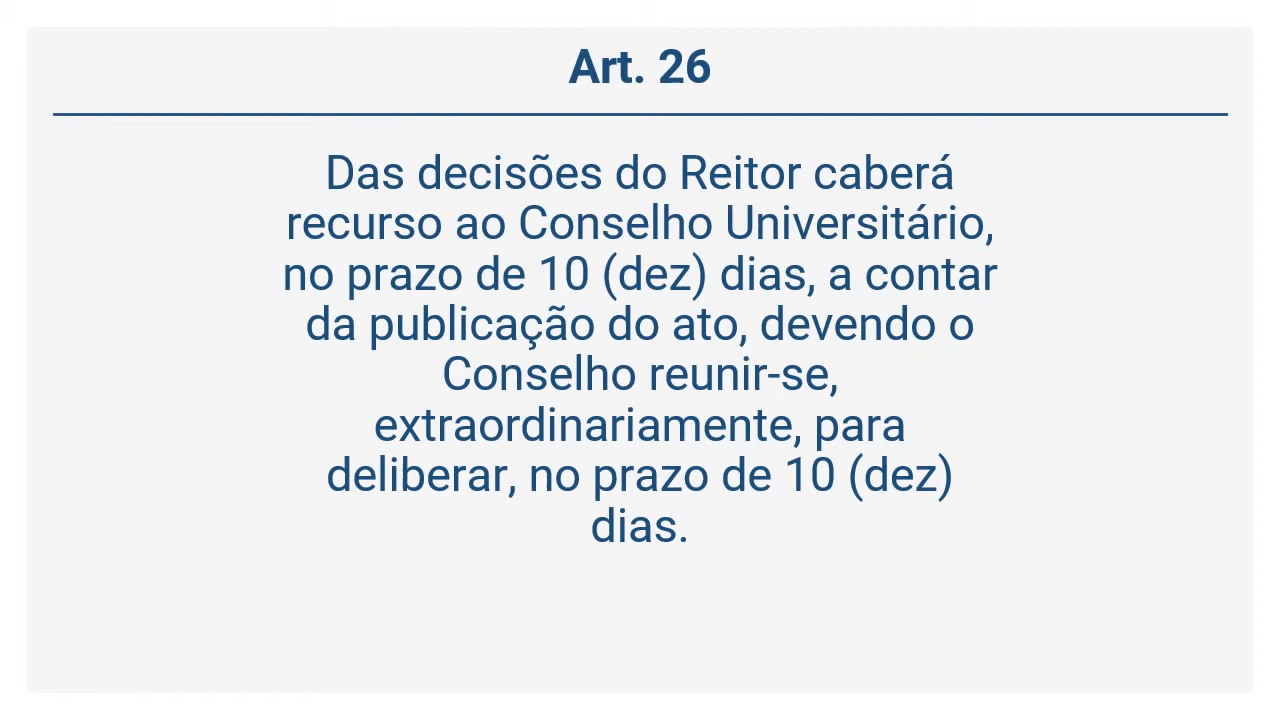 Art. 26
Das decisões do Reitor caberá
recurso ao Conselho Universitário,
no prazo de 10 (dez) dias, a contar
da publicação do ato, devendo o
Conselho reunir-se,
extraordinariamente, para
deliberar, no prazo de 10 (dez)
dias.